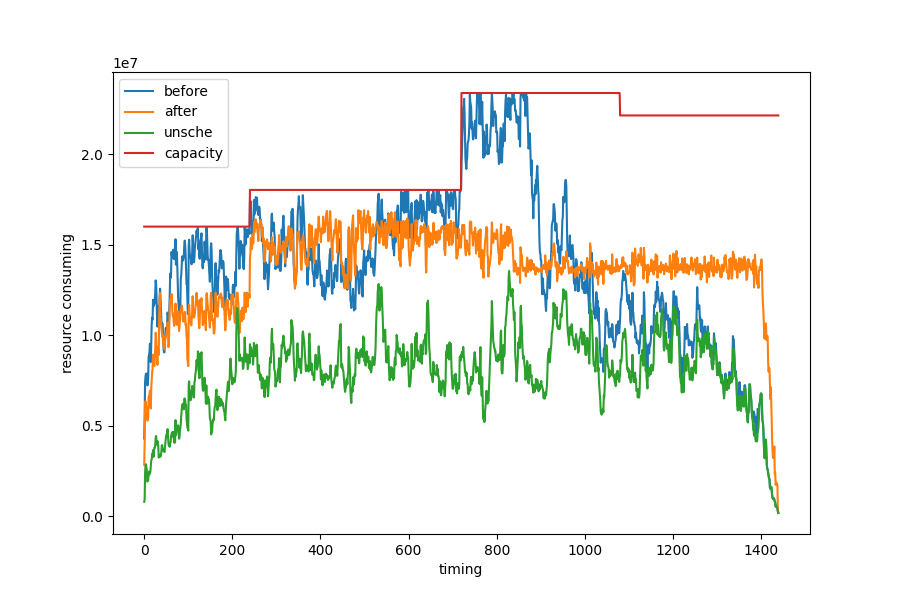 1e7
before
after
unsche
capacity
2.0
1.5
1.0
0.5
0.0
resource consuming
0 200 400 600 800 1000 1200 1400
timing